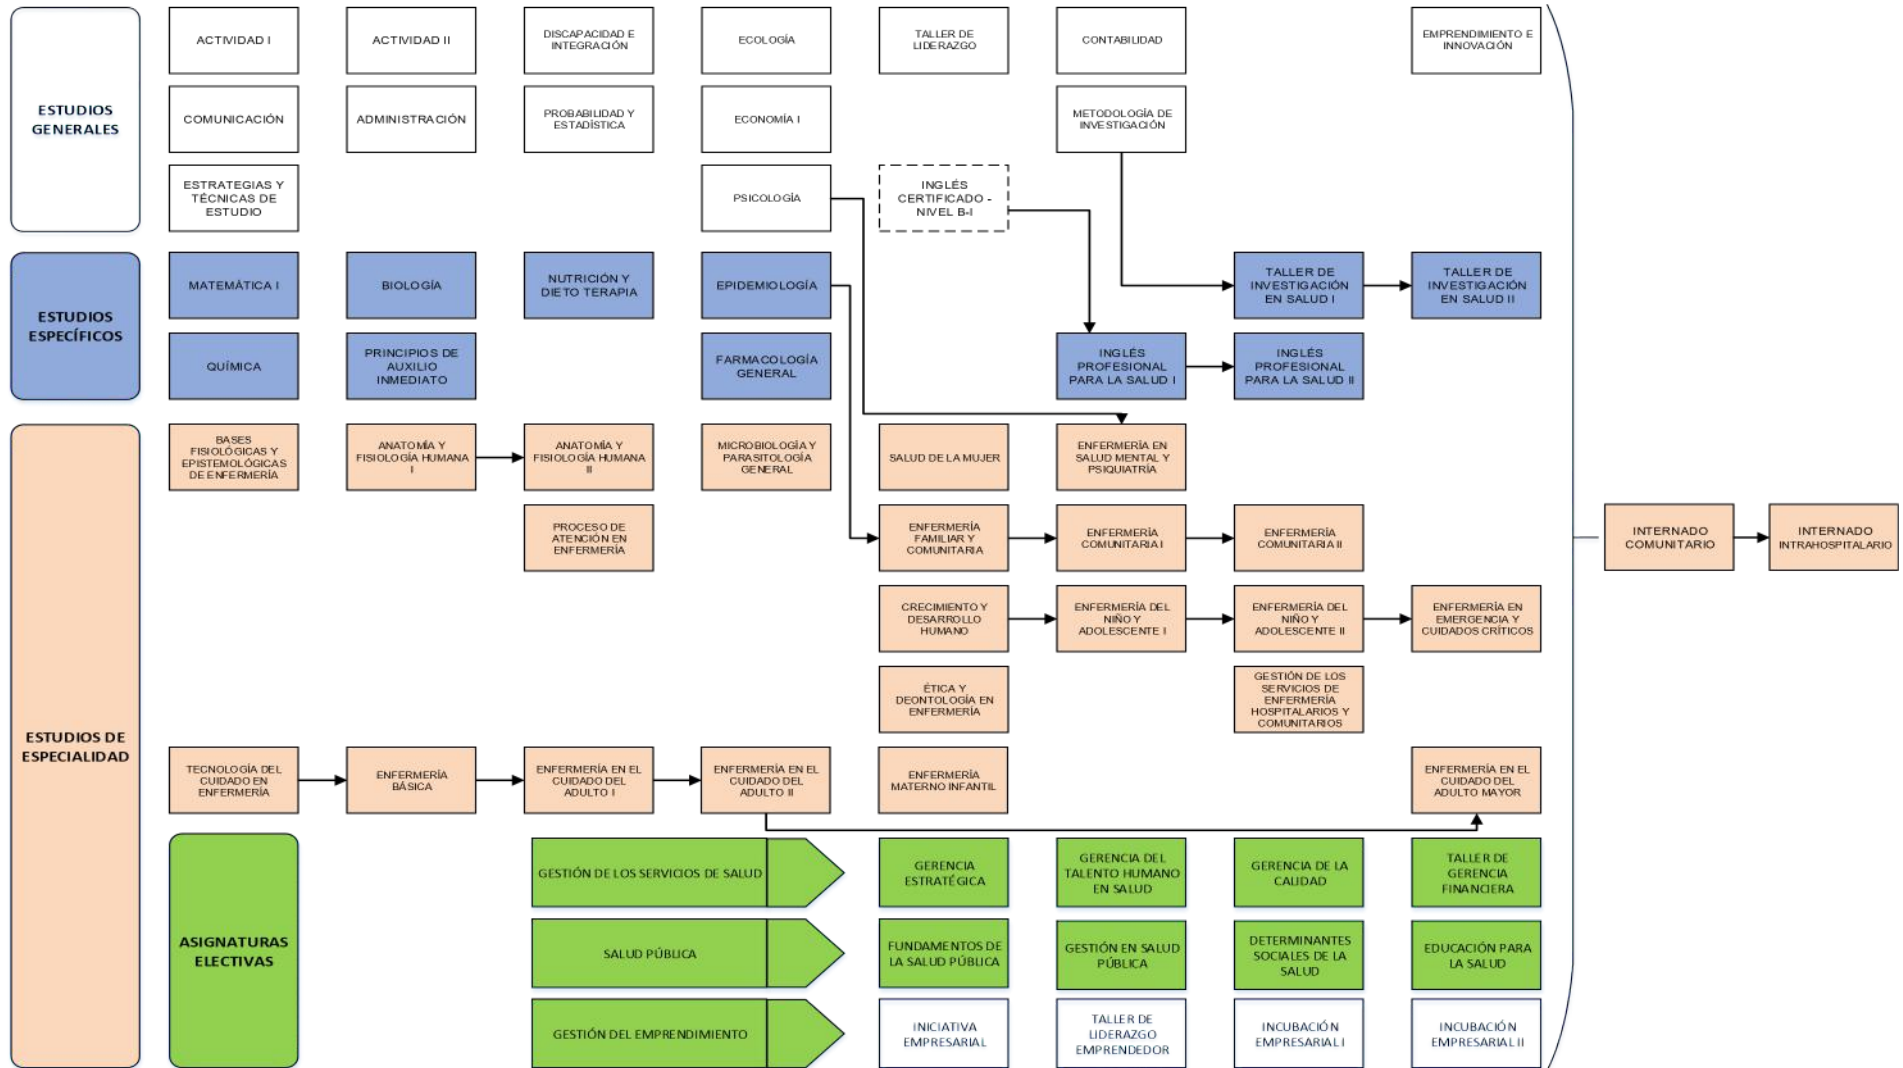 ESTUDIOS
GENERALES
ACTIVIDAD I
ACTIVIDAD II
DISCAPACIDAD E
INTEGRACIÓN
ECOLOGÍA
TALLER DE
LIDERAZGO
CONTABILIDAD
EMPRENDIMIENTO E
INNOVACIÓN
COMUNICACIÓN
ADMINISTRACIÓN
PROBABILIDAD Y
ESTADÍSTICA
ECONOMÍA I
METODOLOGÍA DE
INVESTIGACIÓN
ESTRATEGIAS Y
TÉCNICAS DE
ESTUDIO
PSICOLOGÍA
INGLÉS
CERTIFICADO -
NIVEL B-I
ESTUDIOS
ESPECÍFICOS
MATEMÁTICA I
BIOLOGÍA
NUTRICIÓN Y
DIETO TERAPIA
EPIDEMIOLOGÍA
TALLER DE
INVESTIGACIÓN
EN SALUD I
TALLER DE
INVESTIGACIÓN
EN SALUD II
QUÍMICA
PRINCIPIOS DE
AUXILIO
INMEDIATO
FARMACOLOGÍA
GENERAL
INGLÉS
PROFESIONAL
PARA LA SALUD I
INGLÉS
PROFESIONAL
PARA LA SALUD II
ESTUDIOS DE
ESPECIALIDAD
BASES
FISIOLÓGICAS Y
EPISTEMOLÓGICAS
DE ENFERMERÍA
ANATOMÍA Y
FISIOLOGÍA HUMANA
I
ANATOMÍA Y
FISIOLOGÍA HUMANA
II
MICROBIOLOGÍA Y
PARASITOLOGÍA
GENERAL
SALUD DE LA MUJER
ENFERMERÍA EN
SALUD MENTAL Y
PSIQUIATRÍA
PROCESO DE
ATENCIÓN EN
ENFERMERÍA
ENFERMERÍA
FAMILIAR Y
COMUNITARIA
ENFERMERÍA
COMUNITARIA I
ENFERMERÍA
COMUNITARIA II
INTERNADO
COMUNITARIO
INTERNADO
INTRAHOSPITALARIO
CRECIMIENTO Y
DESARROLLO
HUMANO
ENFERMERÍA DEL
NIÑO Y
ADOLESCENTE I
ENFERMERÍA DEL
NIÑO Y
ADOLESCENTE II
ENFERMERÍA EN
EMERGENCIA Y
CUIDADOS CRÍTICOS
ÉTICA Y
DEONTOLOGÍA EN
ENFERMERÍA
GESTIÓN DE LOS
SERVICIOS DE
ENFERMERÍA
HOSPITALARIOS Y
COMUNITARIOS
TECNOLOGÍA DEL
CUIDADO EN
ENFERMERÍA
ENFERMERÍA
BÁSICA
ENFERMERÍA EN EL
CUIDADO DEL
ADULTO I
ENFERMERÍA EN EL
CUIDADO DEL
ADULTO II
ENFERMERÍA
MATERNO INFANTIL
ENFERMERÍA EN EL
CUIDADO DEL
ADULTO MAYOR
ASIGNATURAS
ELECTIVAS
GESTIÓN DE LOS SERVICIOS DE SALUD
GERENCIA
ESTRATÉGICA
GERENCIA DEL
TALENTO HUMANO
EN SALUD
GERENCIA DE LA
CALIDAD
TALLER DE
GERENCIA
FINANCIERA
SALUD PÚBLICA
FUNDAMENTOS DE
LA SALUD PÚBLICA
GESTIÓN EN SALUD
PÚBLICA
DETERMINANTES
SOCIALES DE LA
SALUD
EDUCACIÓN PARA
LA SALUD
GESTIÓN DEL EMPRENDIMIENTO
INICIATIVA
EMPRESARIAL
TALLER DE
LIDERAZGO
EMPRENDEDOR
INCUBACIÓN
EMPRESARIAL I
INCUBACIÓN
EMPRESARIAL II